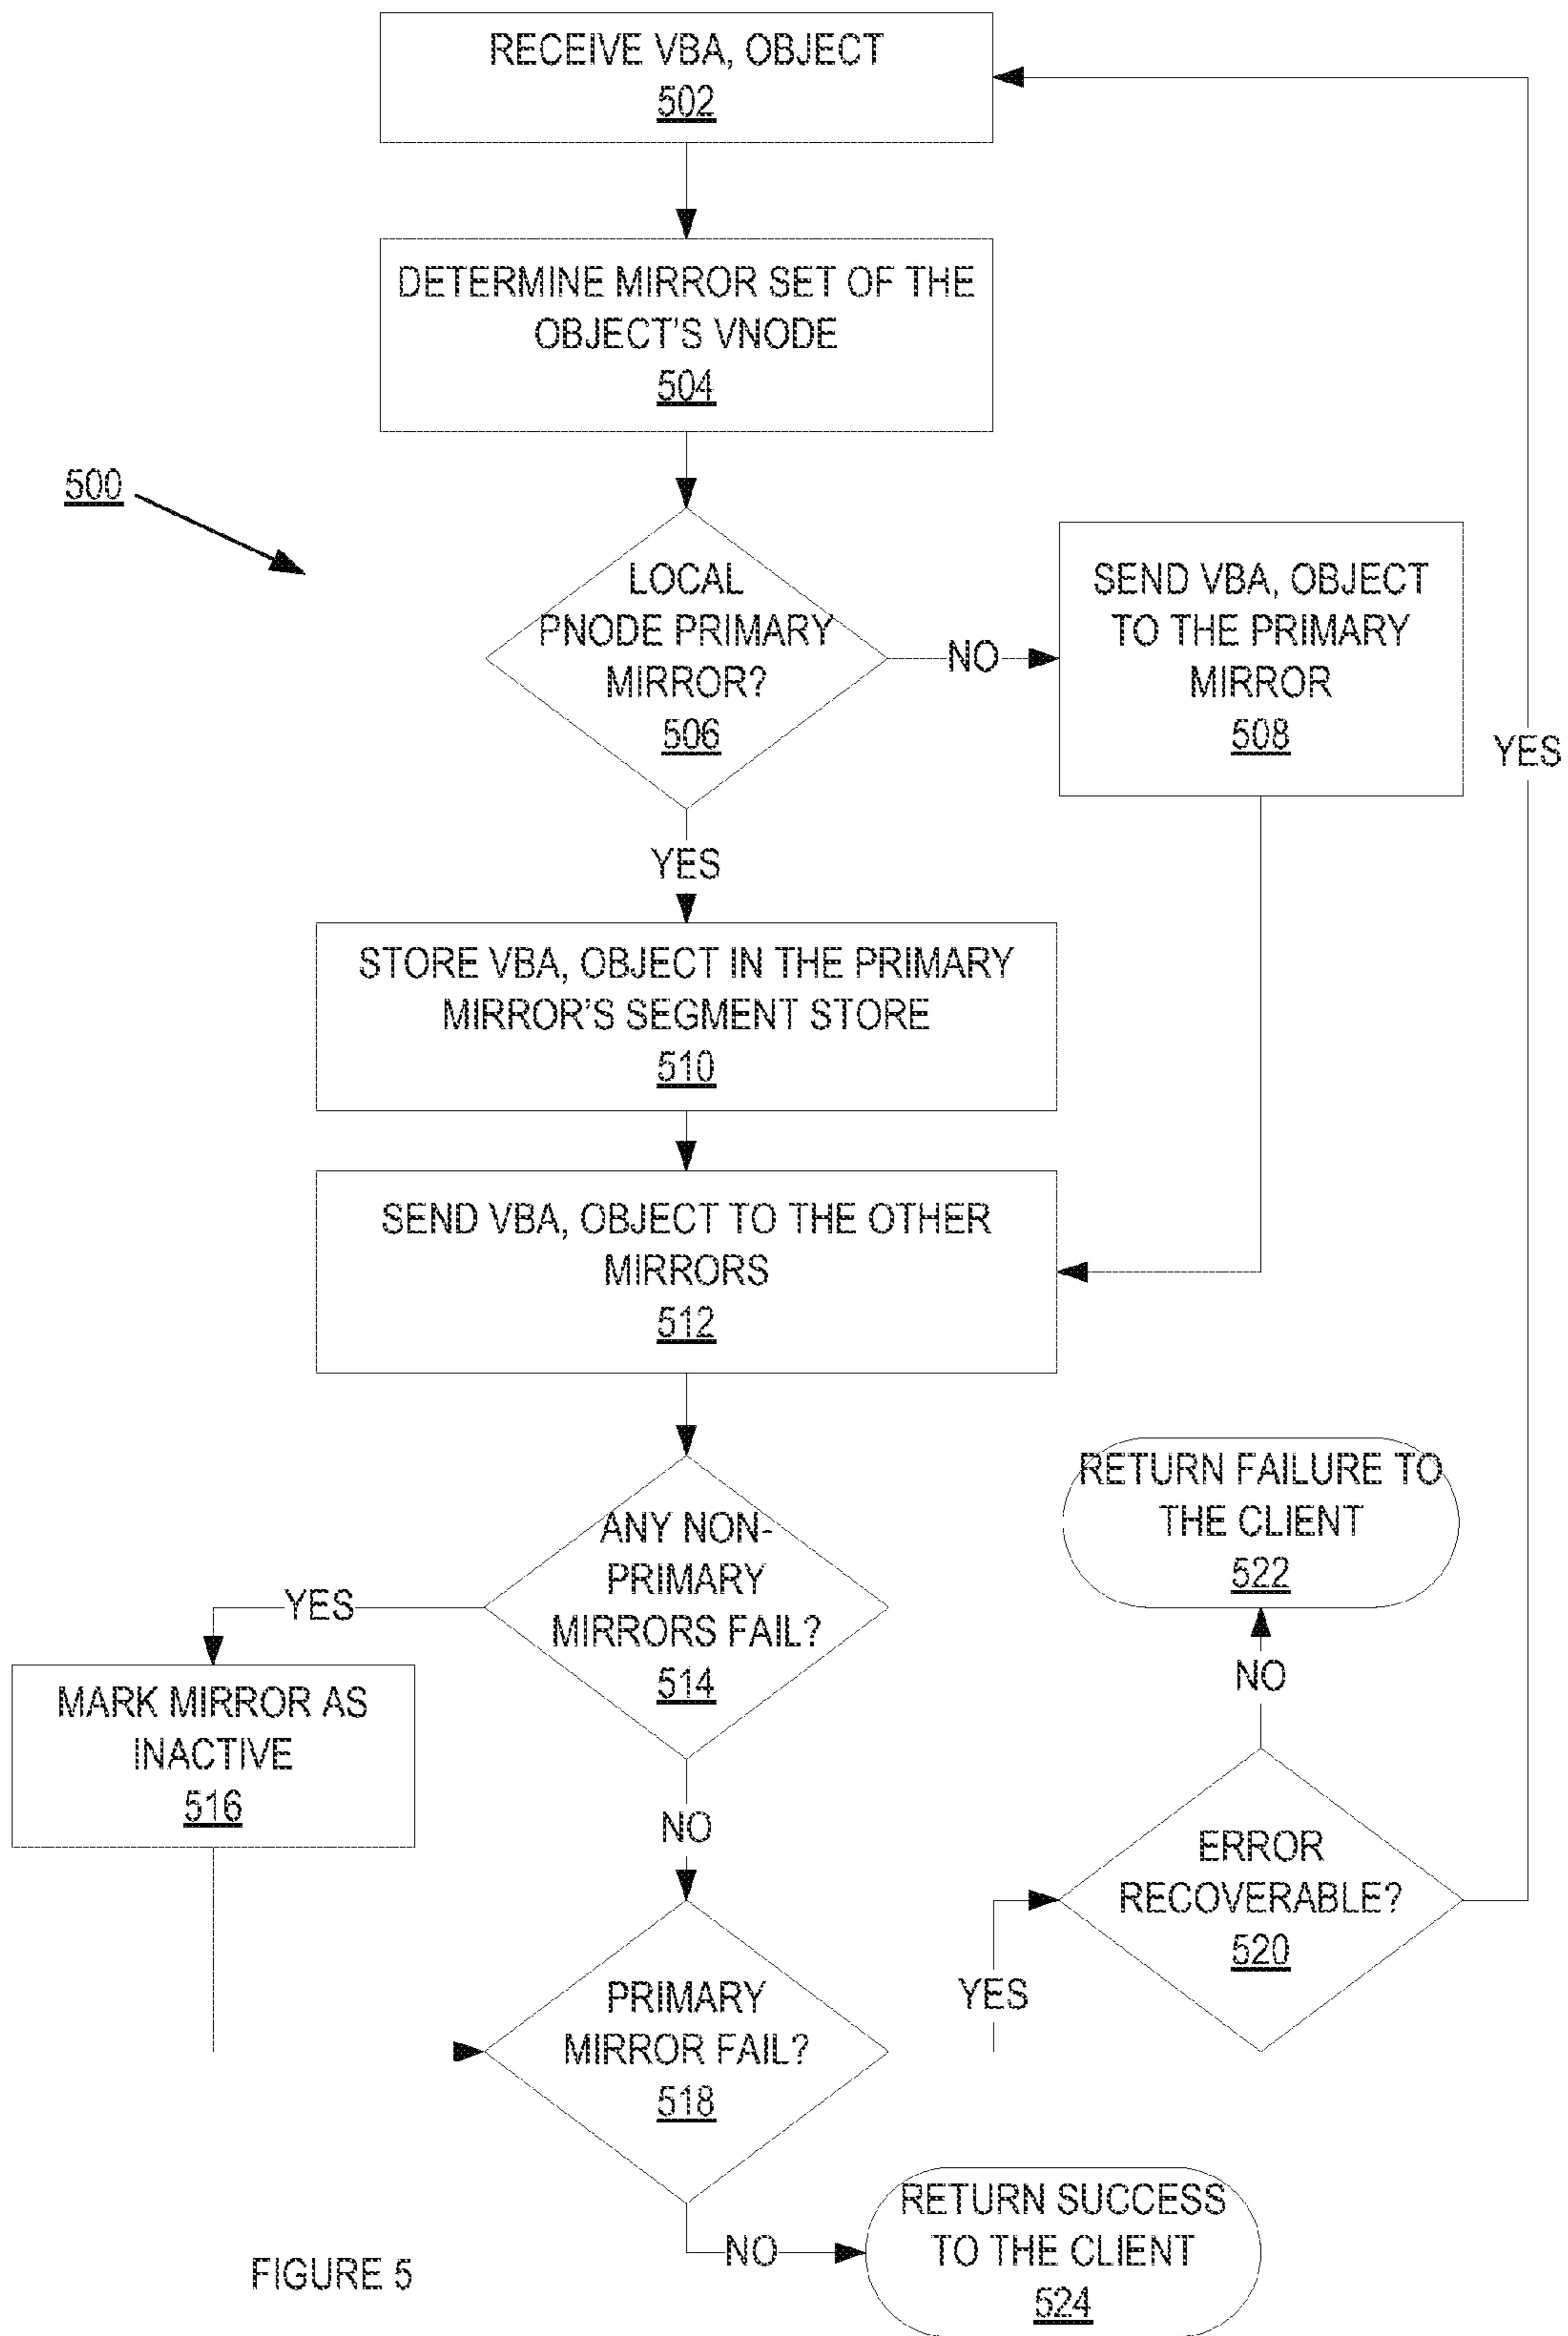 RECEIVE VBA, OBJECT
502
DETERMINE MIRROR SET OF THE
OBJECT'S VNODE
504
500
LOCAL
PNODE PRIMARY
MIRROR?
506
NO
SEND VBA, OBJECT
TO THE PRIMARY
MIRROR
508
YES
YES
STORE VBA, OBJECT IN THE PRIMARY
MIRROR'S SEGMENT STORE
510
SEND VBA, OBJECT TO THE OTHER
MIRRORS
512
ANY NON-
PRIMARY
MIRRORS FAIL?
514
YES
MARK MIRROR AS
INACTIVE
516
NO
RETURN FAILURE TO
THE CLIENT
522
NO
ERROR
RECOVERABLE?
520
YES
PRIMARY
MIRROR FAIL?
518
NO
RETURN SUCCESS
TO THE CLIENT
524
FIGURE 5